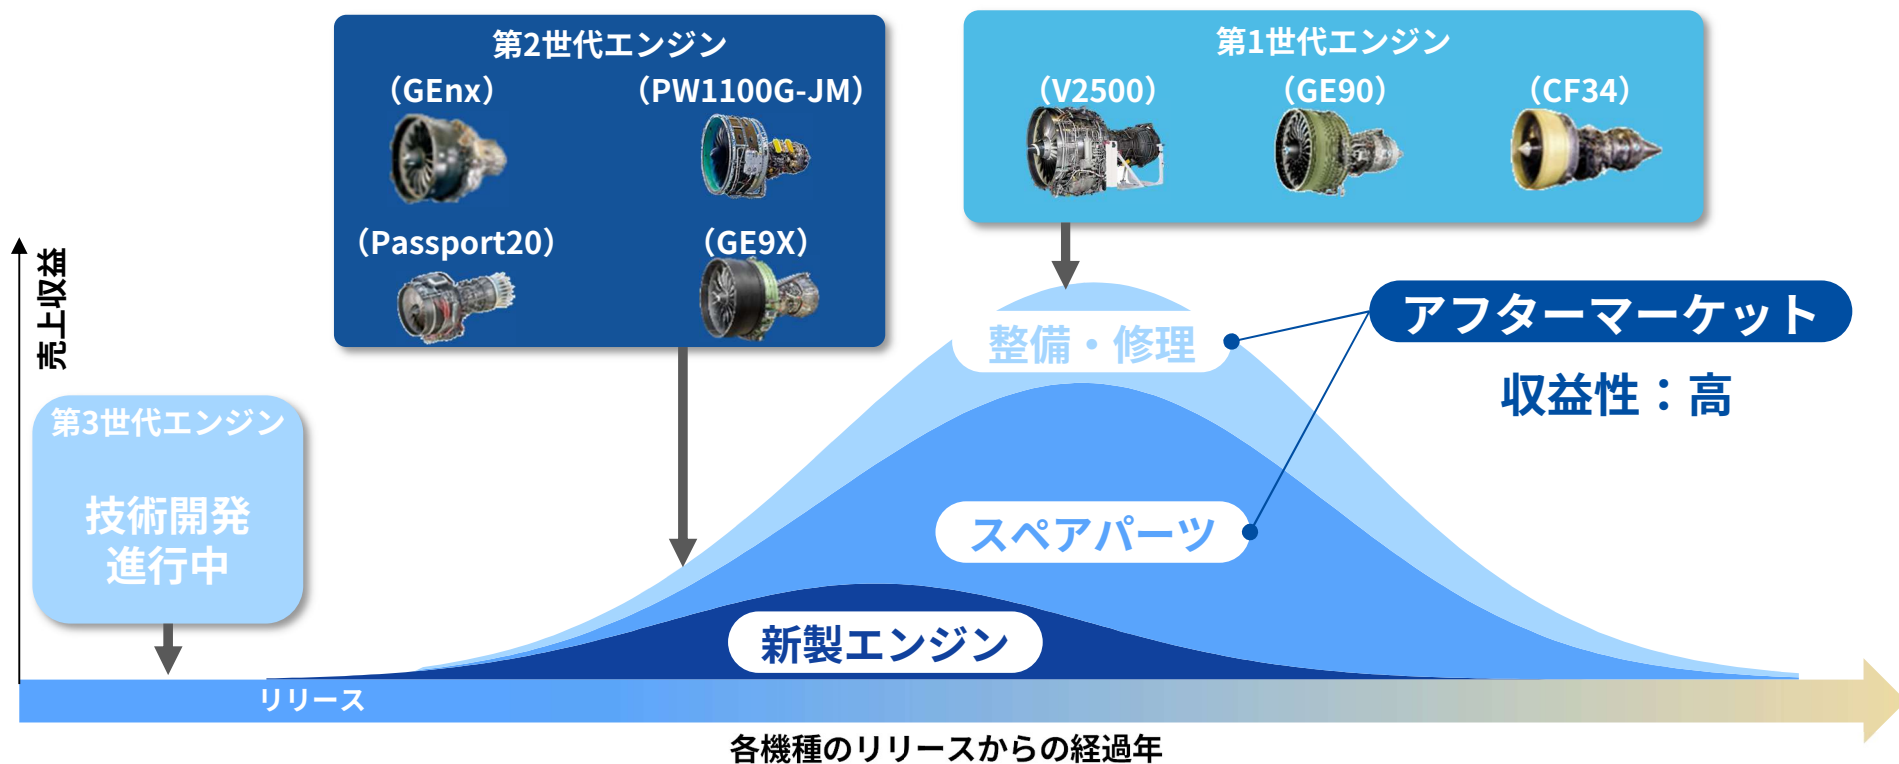 第2世代エンジン
（GEnx）
（PW1100G-JM）
（Passport20）
（GE9X）
第1世代エンジン
（V2500）
（GE90）
（CF34）
売上収益
第3世代エンジン
技術開発
進行中
整備・修理
アフターマーケット
収益性：高
スペアパーツ
新製エンジン
リリース
各機種のリリースからの経過年